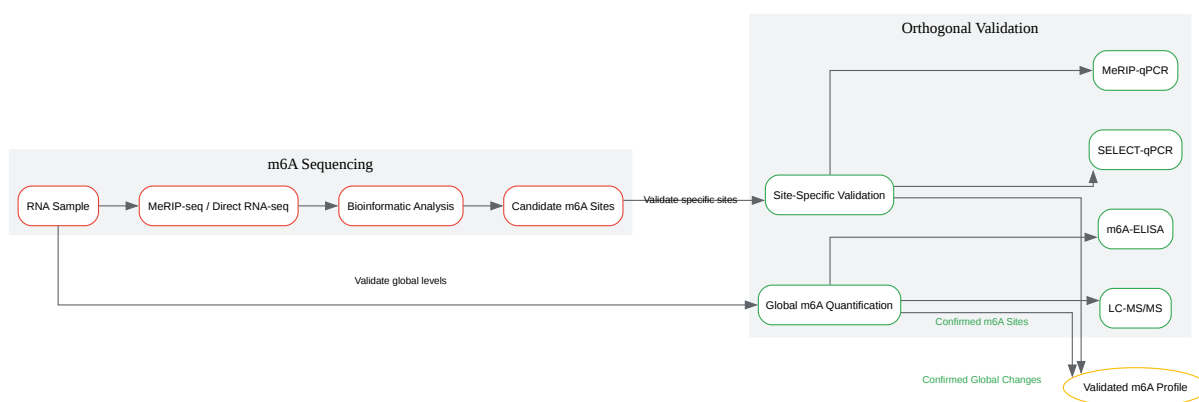 Orthogonal Validation
MeRIP-qPCR
SELECT-qPCR
m6A Sequencing
RNA Sample
MeRIP-seq / Direct RNA-seq
Bioinformatic Analysis
Candidate m6A Sites
Validate specific sites
Site-Specific Validation
m6A-ELISA
Validate global levels
Global m6A Quantification
LC-MS/MS
Confirmed m6A Sites
Confirmed Global Changes
Validated m6A Profile